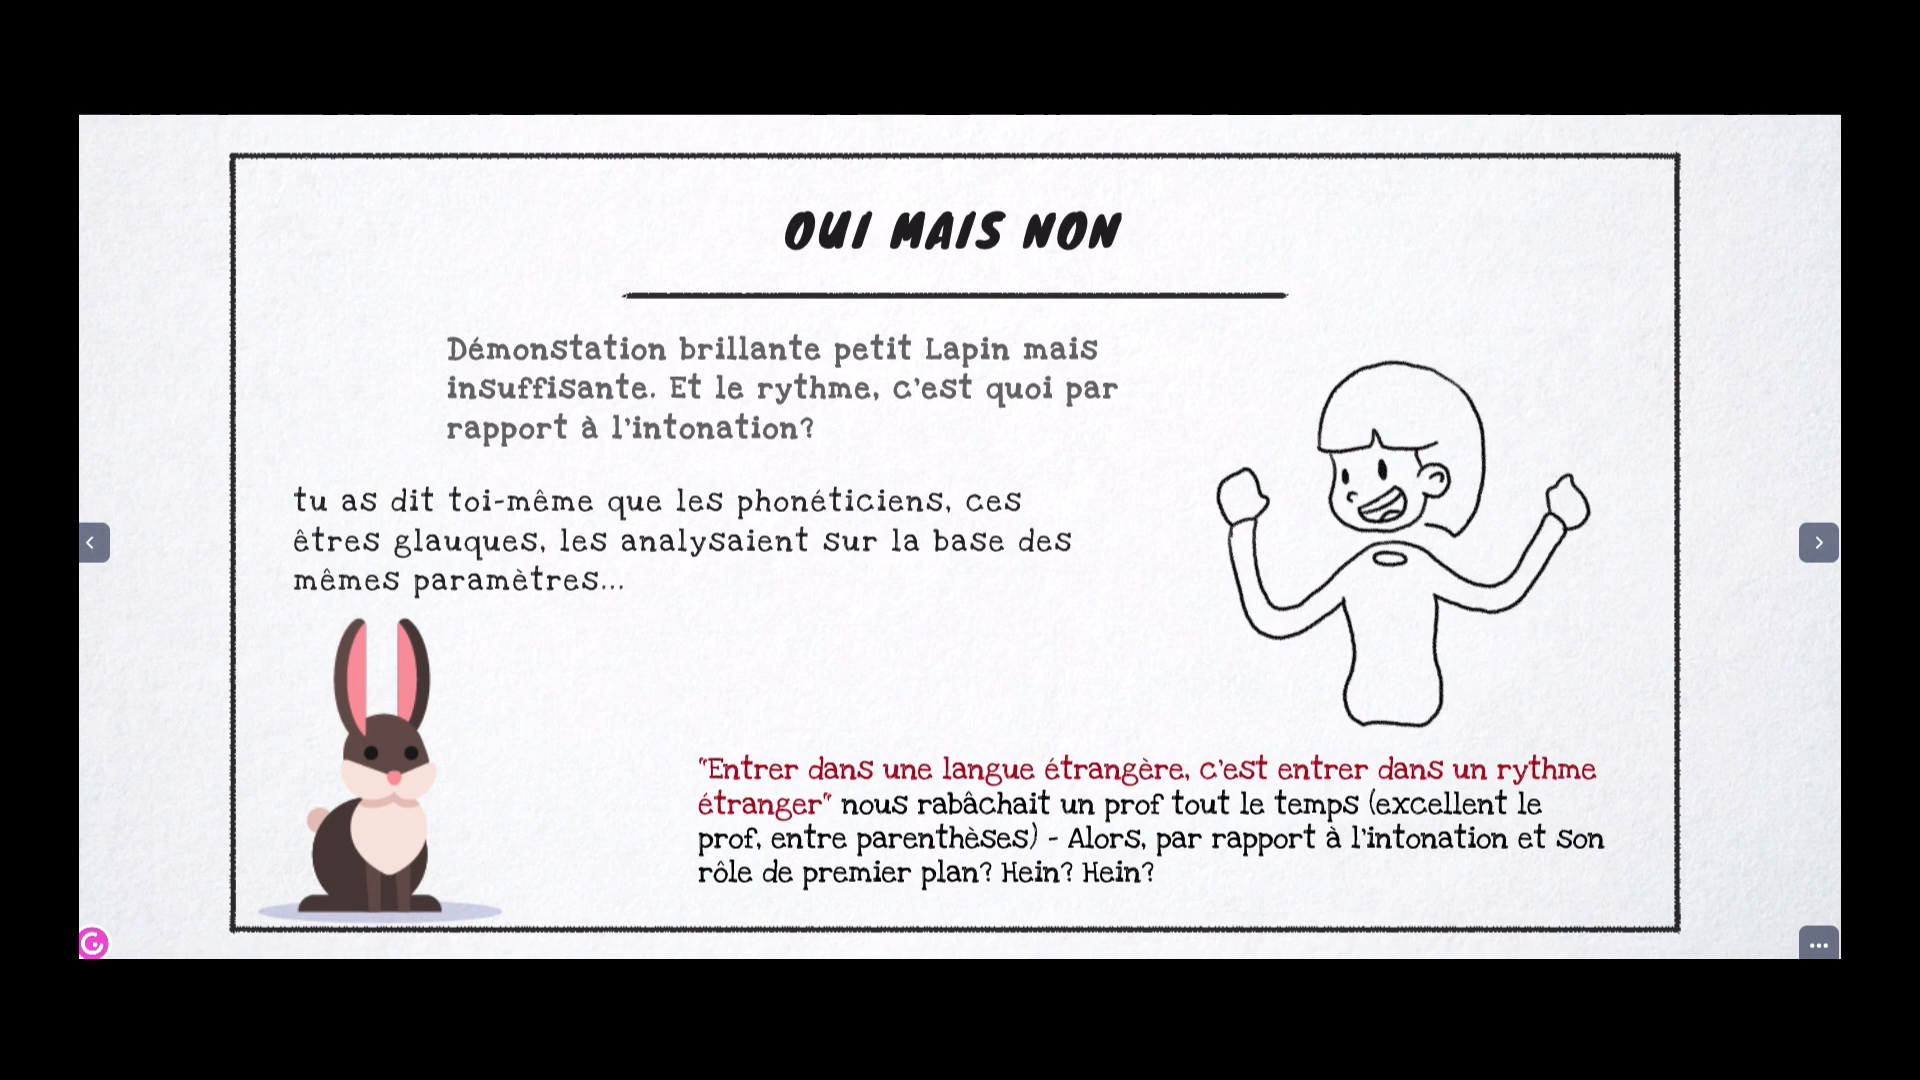 OUI MAIS NON
Démonstation brillante petit Lapin mais
insuffisante. Et le rythme, c'est quoi par
rapport à l'intonation?
tu as dit toi-même que les phonéticiens, ces
êtres glauques, les analysaient sur la base des
mêmes paramètres...
"Entrer dans une langue étrangère, c'est entrer dans un rythme
étranger" nous rabâchait un prof tout le temps (excellent le
prof, entre parenthèses) - Alors, par rapport à l'intonation et son
rôle de premier plan? Hein? Hein?